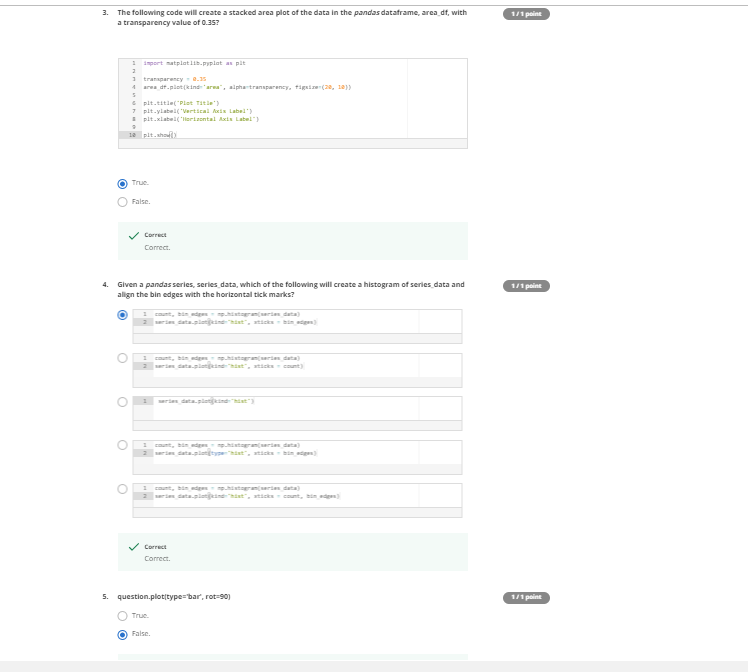 3. The following code will create a stacked area plot of the data in the pandas dataframe, area_df, with
a transparency value of 0.35?
1 / 1 point
1 import matplotlib.pyplot as plt
2
3 transparency = 0.35
4 area_df.plot(kind='area', alpha=transparency, figsize=(20, 10))
5
6 plt.title('Plot Title')
7 plt.ylabel('Vertical Axis Label')
8 plt.xlabel('Horizontal Axis Label')
9
10 plt.show()
True.
False.
Correct
Correct.
4. Given a pandas series, series_data, which of the following will create a histogram of series_data and
align the bin edges with the horizontal tick marks?
1 / 1 point
1 count, bin_edges = np.histogram(series_data)
2 series_data.plot(kind='hist', xticks = bin_edges)
1 count, bin_edges = np.histogram(series_data)
2 series_data.plot(kind='hist', xticks = count)
1 series_data.plot(kind='hist')
1 count, bin_edges = np.histogram(series_data)
2 series_data.plot(type='hist', xticks = bin_edges)
1 count, bin_edges = np.histogram(series_data)
2 series_data.plot(kind='hist', xticks = count, bin_edges)
Correct
Correct.
5. question.plot(type='bar', rot=90)
1 / 1 point
True.
False.